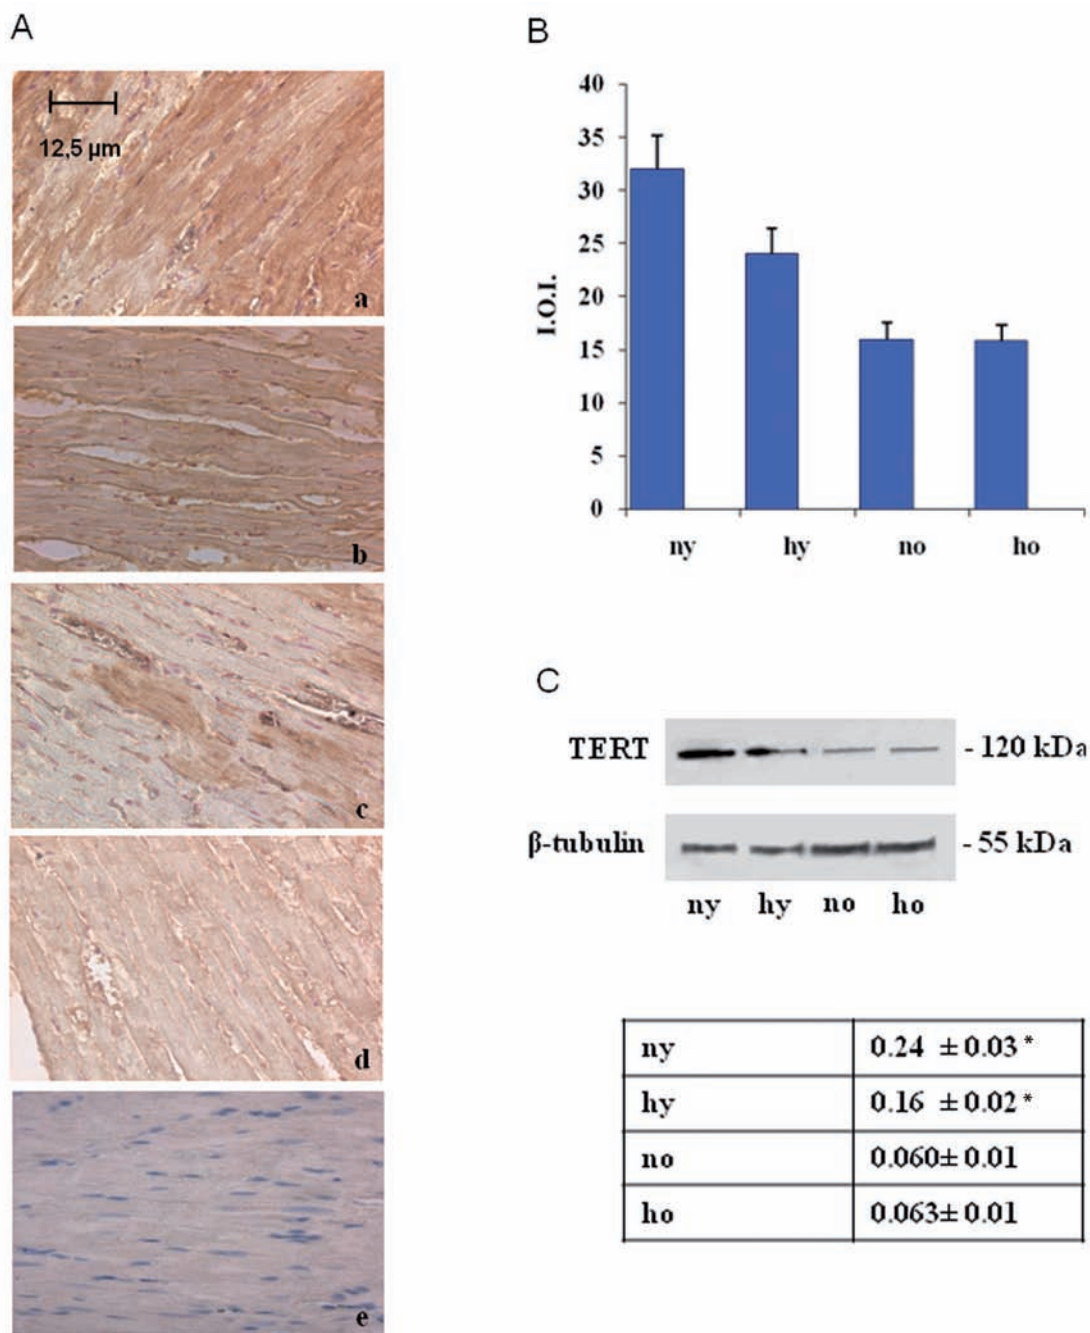 A
12,5 µm
a
b
c
d
e
B
40
35
30
25
20
15
10
5
0
I.O.I.
ny hy no ho
C
TERT - 120 kDa
β-tubulin - 55 kDa
ny hy no ho
ny 0.24 ± 0.03 *
hy 0.16 ± 0.02 *
no 0.060± 0.01
ho 0.063± 0.01